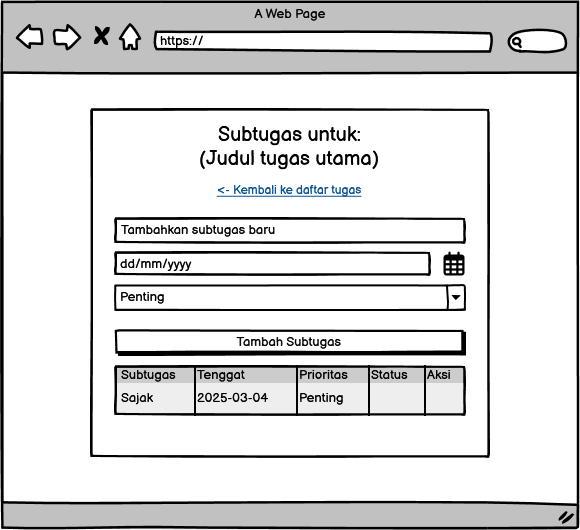 A Web Page
https://
Subtugas untuk:
(Judul tugas utama)
<- Kembali ke daftar tugas
Tambahkan subtugas baru
dd/mm/yyyy
Penting
Tambah Subtugas
Subtugas Tenggat Prioritas Status Aksi
Sajak 2025-03-04 Penting